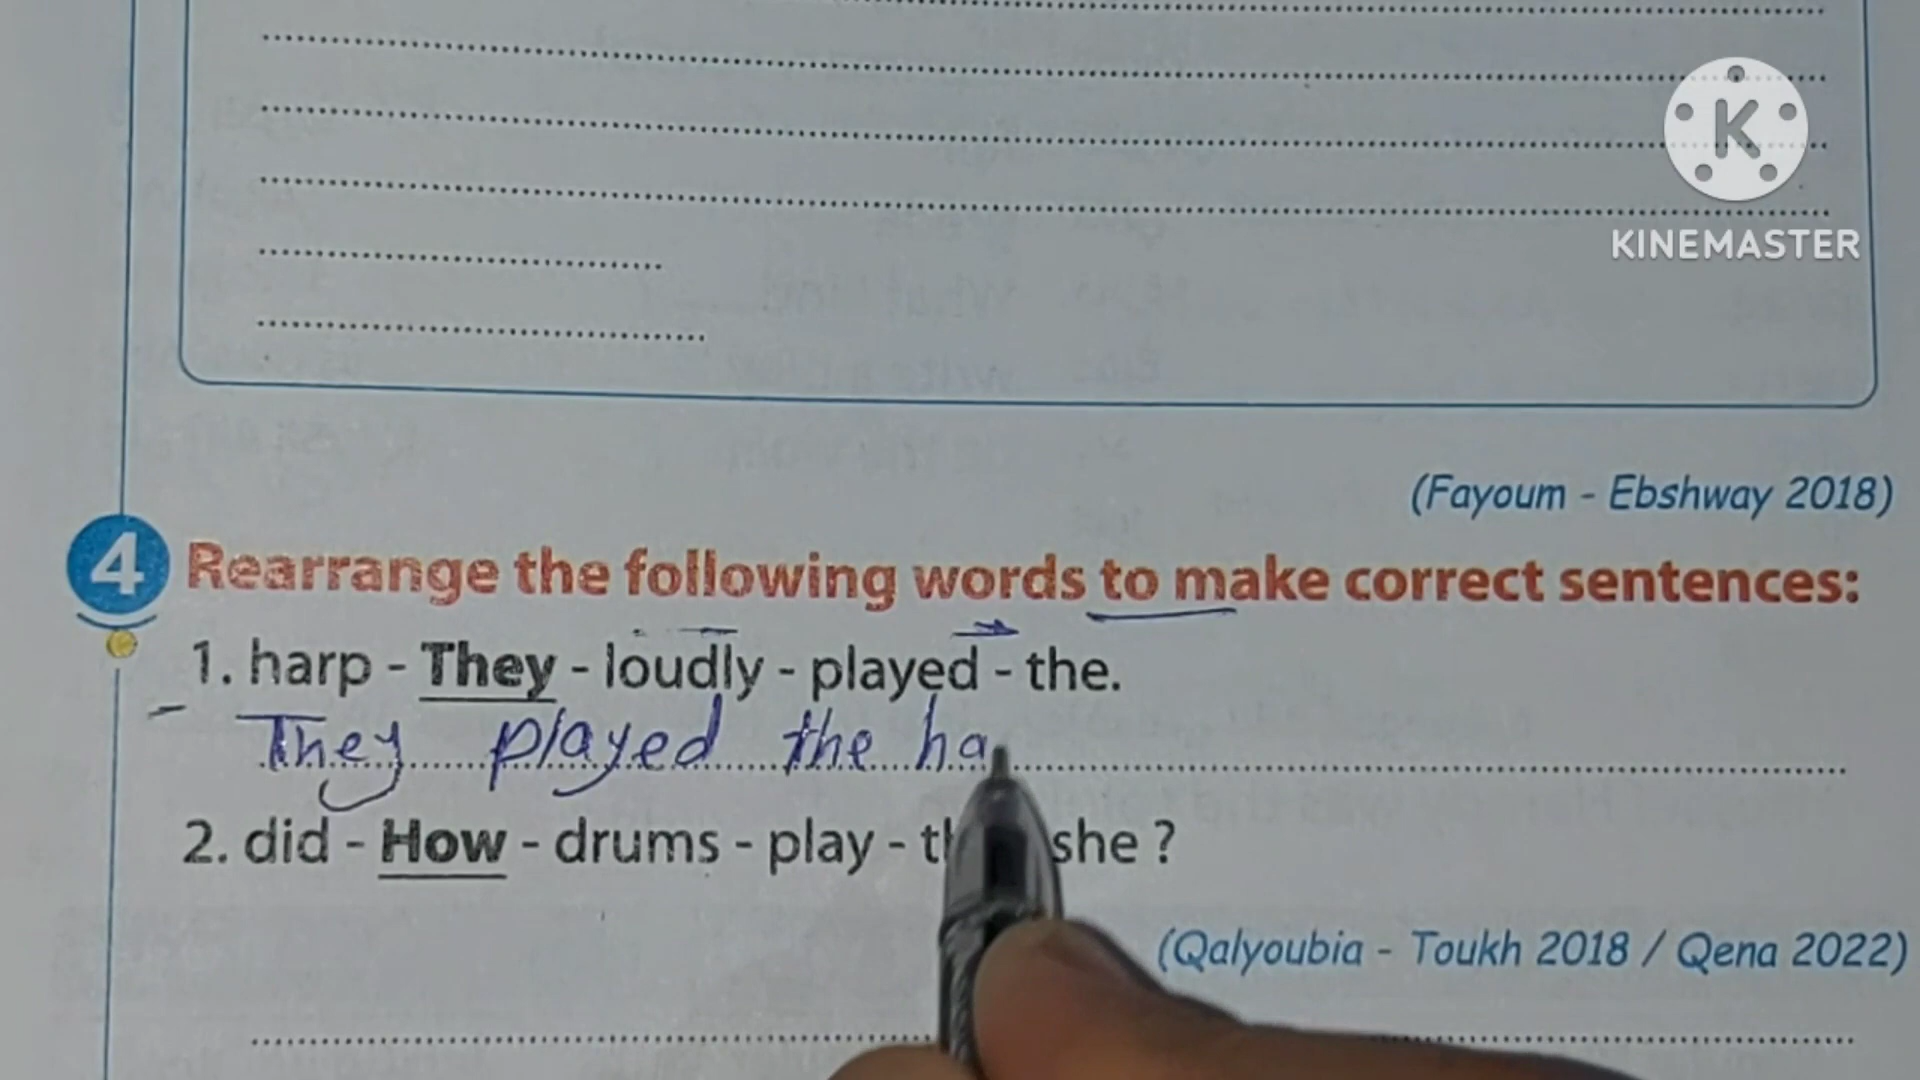 K
KINEMASTER
(Fayoum - Ebshway 2018)
4 Rearrange the following words to make correct sentences:
1. harp - They - loudly - played - the.
They played the ha
2. did - How - drums - play - she ?
(Qalyoubia - Toukh 2018 / Qena 2022)